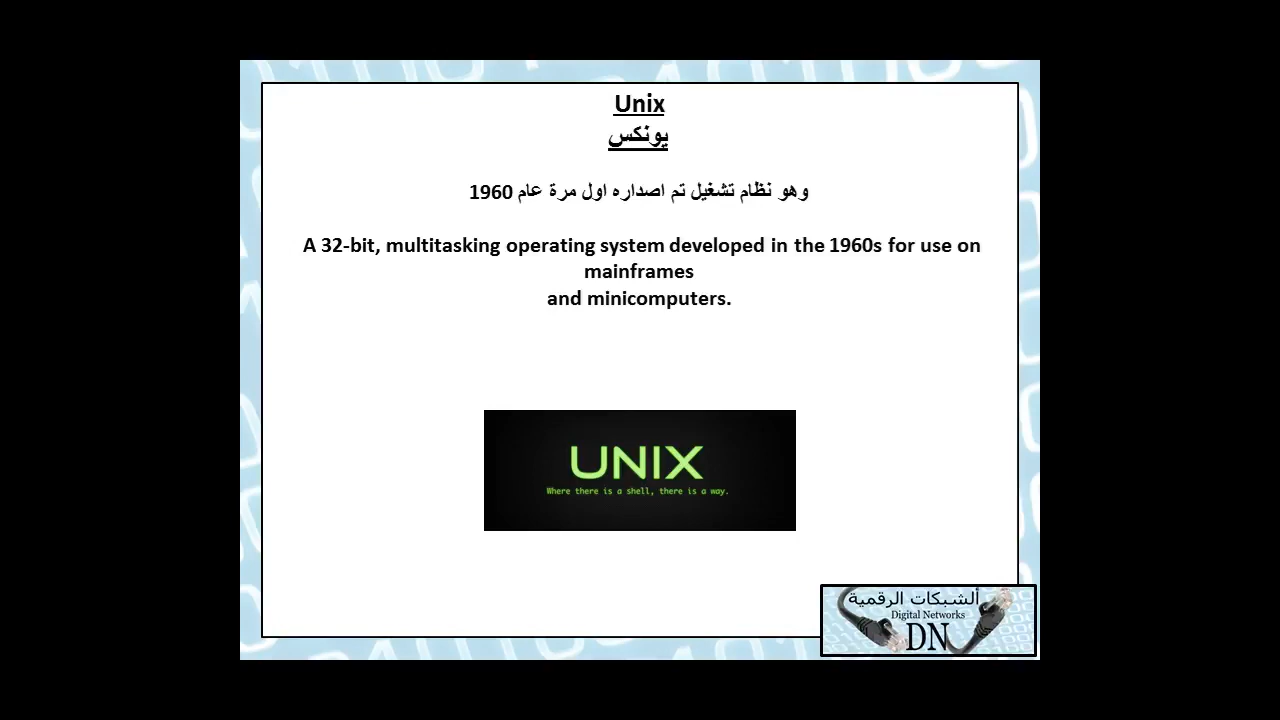 Unix
يونكس
وهو نظام تشغيل تم اصداره اول مرة عام 1960
A 32-bit, multitasking operating system developed in the 1960s for use on
mainframes
and minicomputers.
UNIX
Where there is a shell, there is a way.
ألشبكات الرقمية
Digital Networks
DN